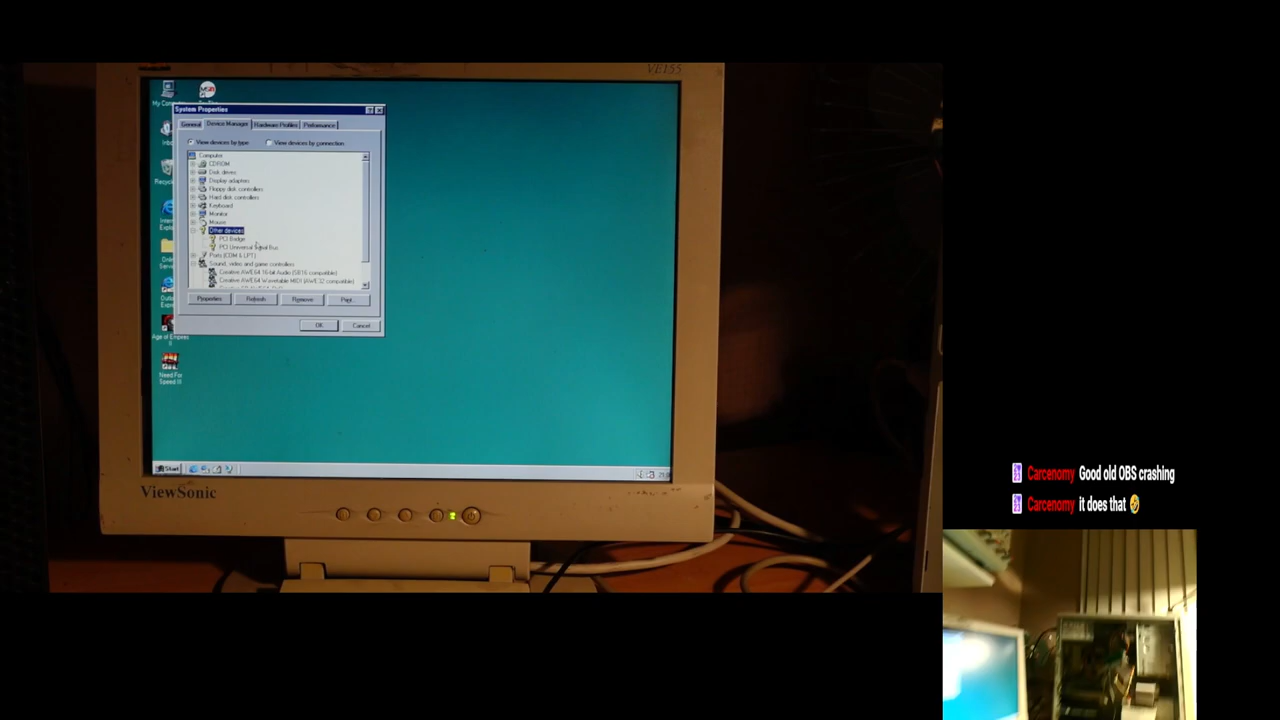 VE155
My Computer
System Properties
General
Device Manager
Hardware Profiles
Performance
View devices by type
View devices by connection
Computer
CDROM
Disk drives
Display adapters
Floppy disk controllers
Hard disk controllers
Keyboard
Monitor
Mouse
Other devices
PCI Bridge
PCI Universal Serial Bus
Ports (COM & LPT)
Sound, video and game controllers
Creative AWE64 16-bit Audio (SB16 compatible)
Creative AWE64 Wavetable MIDI (AWE32 compatible)
Properties
Refresh
Remove
Print...
OK
Cancel
Age of Empires
II
Need For
Speed III
Start
ViewSonic
Carcenomy Good old OBS crashing
Carcenomy it does that 🤣